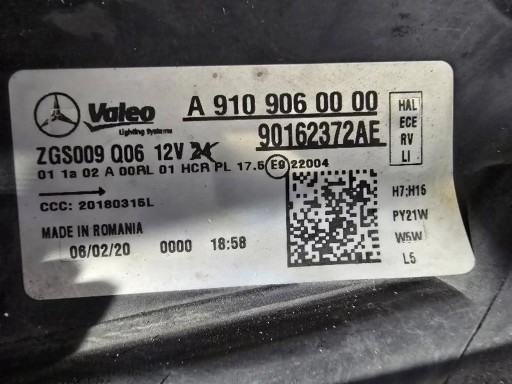 Valeo
Lighting Systems
A 910 906 00 00
90162372AE
HAL
ECE
RV
LI
ZGS009 Q06 12V 24
01 1a 02 A 00RL 01 HCR PL 17.5 E9 22004
CCC: 20180315L
H7;H16
PY21W
W5W
L5
MADE IN ROMANIA
06/02/20 0000 18:58